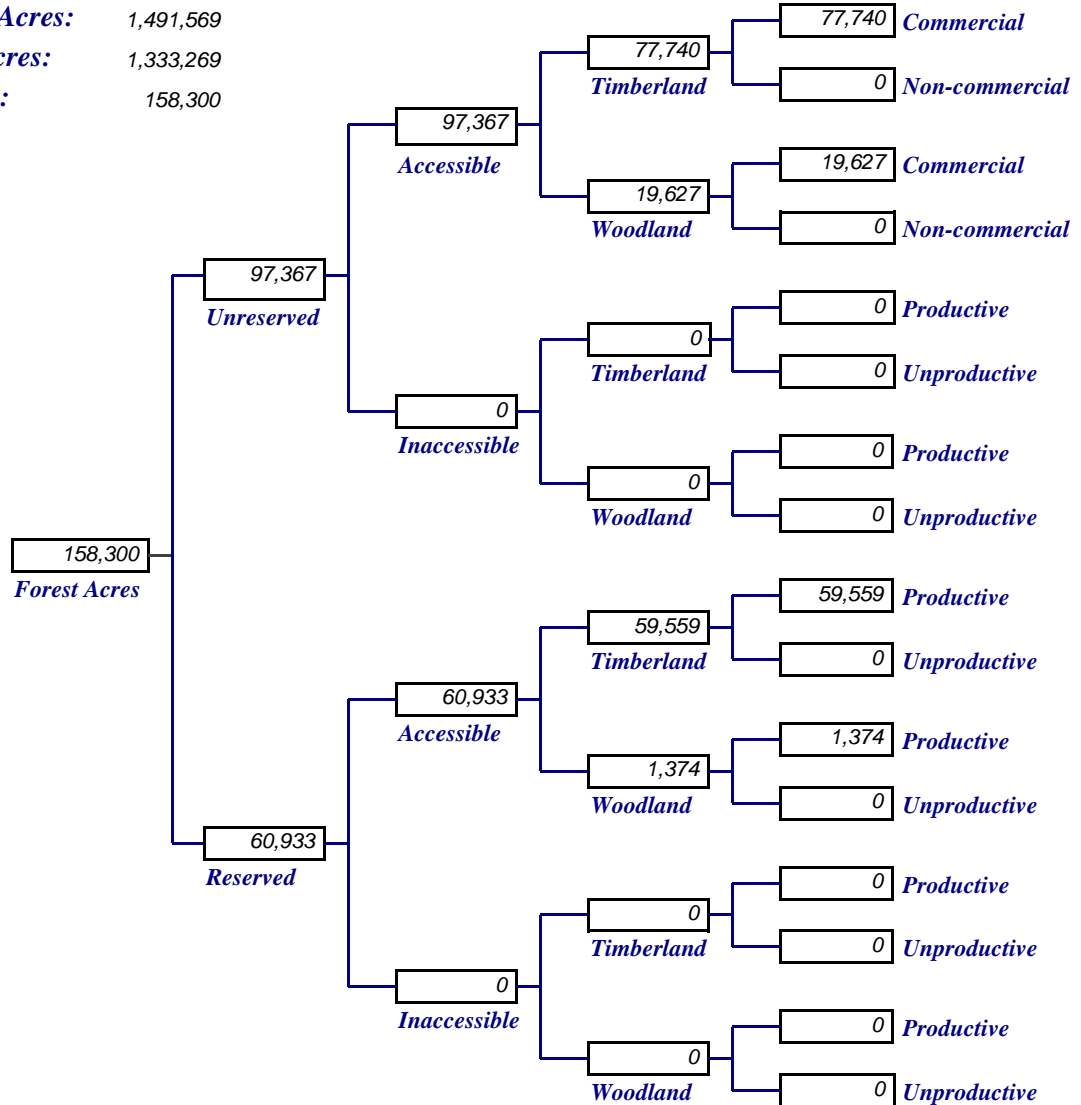 Acres: 1,491,569
cres: 1,333,269
: 158,300
77,740 Commercial
77,740
Timberland
0 Non-commercial
97,367
Accessible
19,627 Commercial
19,627
Woodland
0 Non-commercial
97,367
Unreserved
0 Productive
0
Timberland
0 Unproductive
0
Inaccessible
0 Productive
0
Woodland
0 Unproductive
158,300
Forest Acres
59,559 Productive
59,559
Timberland
0 Unproductive
60,933
Accessible
1,374 Productive
1,374
Woodland
0 Unproductive
60,933
Reserved
0 Productive
0
Timberland
0 Unproductive
0
Inaccessible
0 Productive
0
Woodland
0 Unproductive